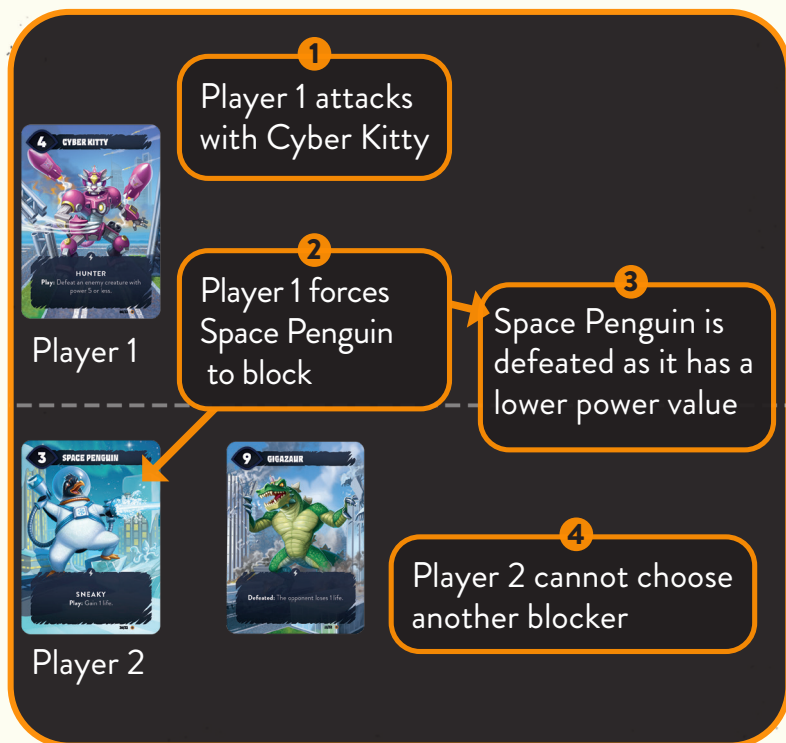 1
Player 1 attacks
with Cyber Kitty
4 CYBER KITTY
HUNTER
Play: Defeat an enemy creature with
power 5 or less.
Player 1
2
Player 1 forces
Space Penguin
to block
3
Space Penguin is
defeated as it has a
lower power value
3 SPACE PENGUIN
SNEAKY
Play: Gain 1 life.
Player 2
9 GIGAZAUR
Defeated: The opponent loses 1 life.
4
Player 2 cannot choose
another blocker